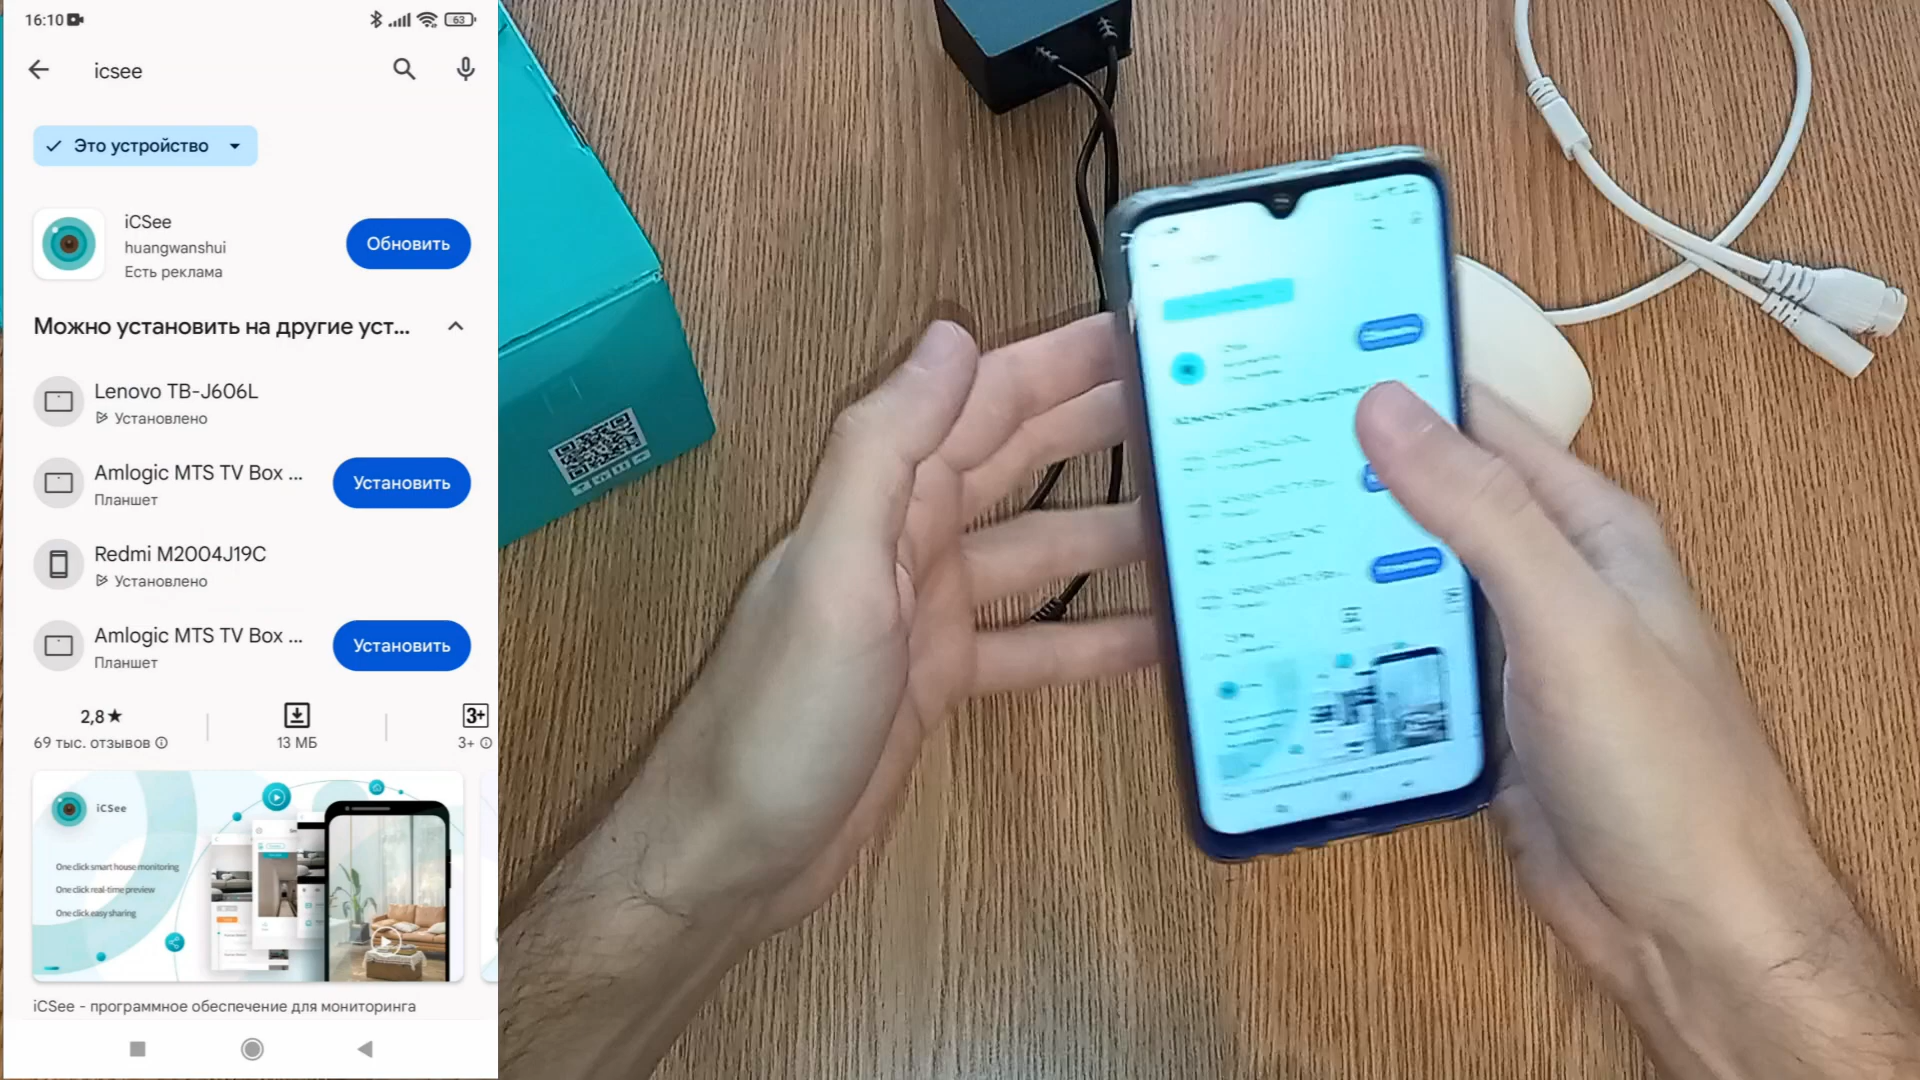 16:10
63
icsee
Это устройство
iCSee
huangwanshui
Есть реклама
Обновить
Можно установить на другие уст...
Lenovo TB-J606L
Установлено
Amlogic MTS TV Box ...
Планшет
Установить
Redmi M2004J19C
Установлено
Amlogic MTS TV Box ...
Планшет
Установить
2,8★
69 тыс. отзывов
13 МБ
3+
3+
iCSee
One click smart house monitoring
One click real-time preview
One click easy sharing
iCSee - программное обеспечение для мониторинга